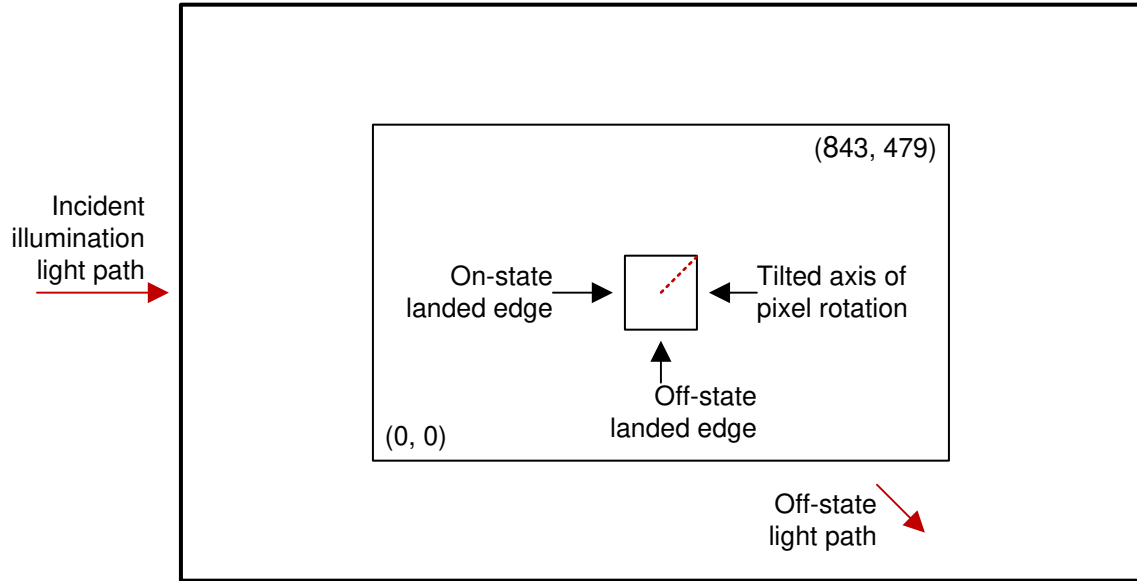 (843, 479)
Incident
illumination
light path
On-state
landed edge
Tilted axis of
pixel rotation
Off-state
landed edge
(0, 0)
Off-state
light path